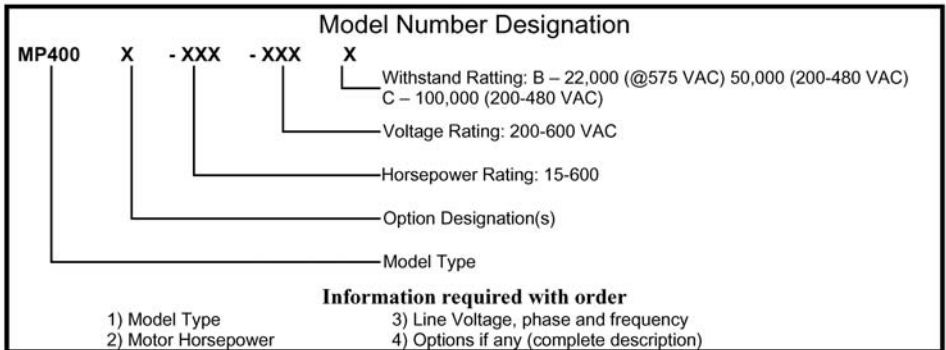 Model Number Designation
MP400 X - XXX - XXX X
Withstand Ratting: B – 22,000 (@575 VAC) 50,000 (200-480 VAC)
C – 100,000 (200-480 VAC)
Voltage Rating: 200-600 VAC
Horsepower Rating: 15-600
Option Designation(s)
Model Type
Information required with order
1) Model Type 3) Line Voltage, phase and frequency
2) Motor Horsepower 4) Options if any (complete description)